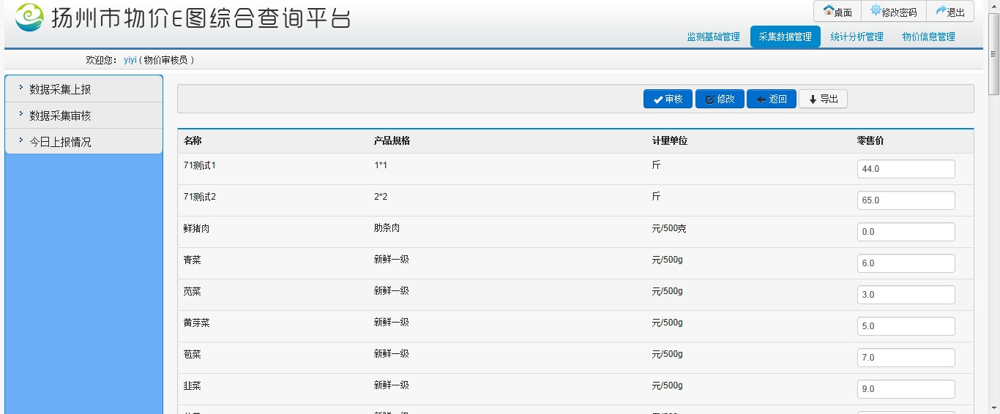 扬州市物价E图综合查询平台
桌面 修改密码 退出
监测基础管理 采集数据管理 统计分析管理 物价信息管理
欢迎您： yiyi ( 物价审核员 )
数据采集上报
数据采集审核
今日上报情况
审核 修改 返回 导出
名称 产品规格 计量单位 零售价
71测试1 1*1 斤 44.0
71测试2 2*2 斤 65.0
鲜猪肉 肋条肉 元/500克 0.0
青菜 新鲜一级 元/500g 6.0
苋菜 新鲜一级 元/500g 3.0
黄芽菜 新鲜一级 元/500g 5.0
苞菜 新鲜一级 元/500g 7.0
韭菜 新鲜一级 元/500g 9.0